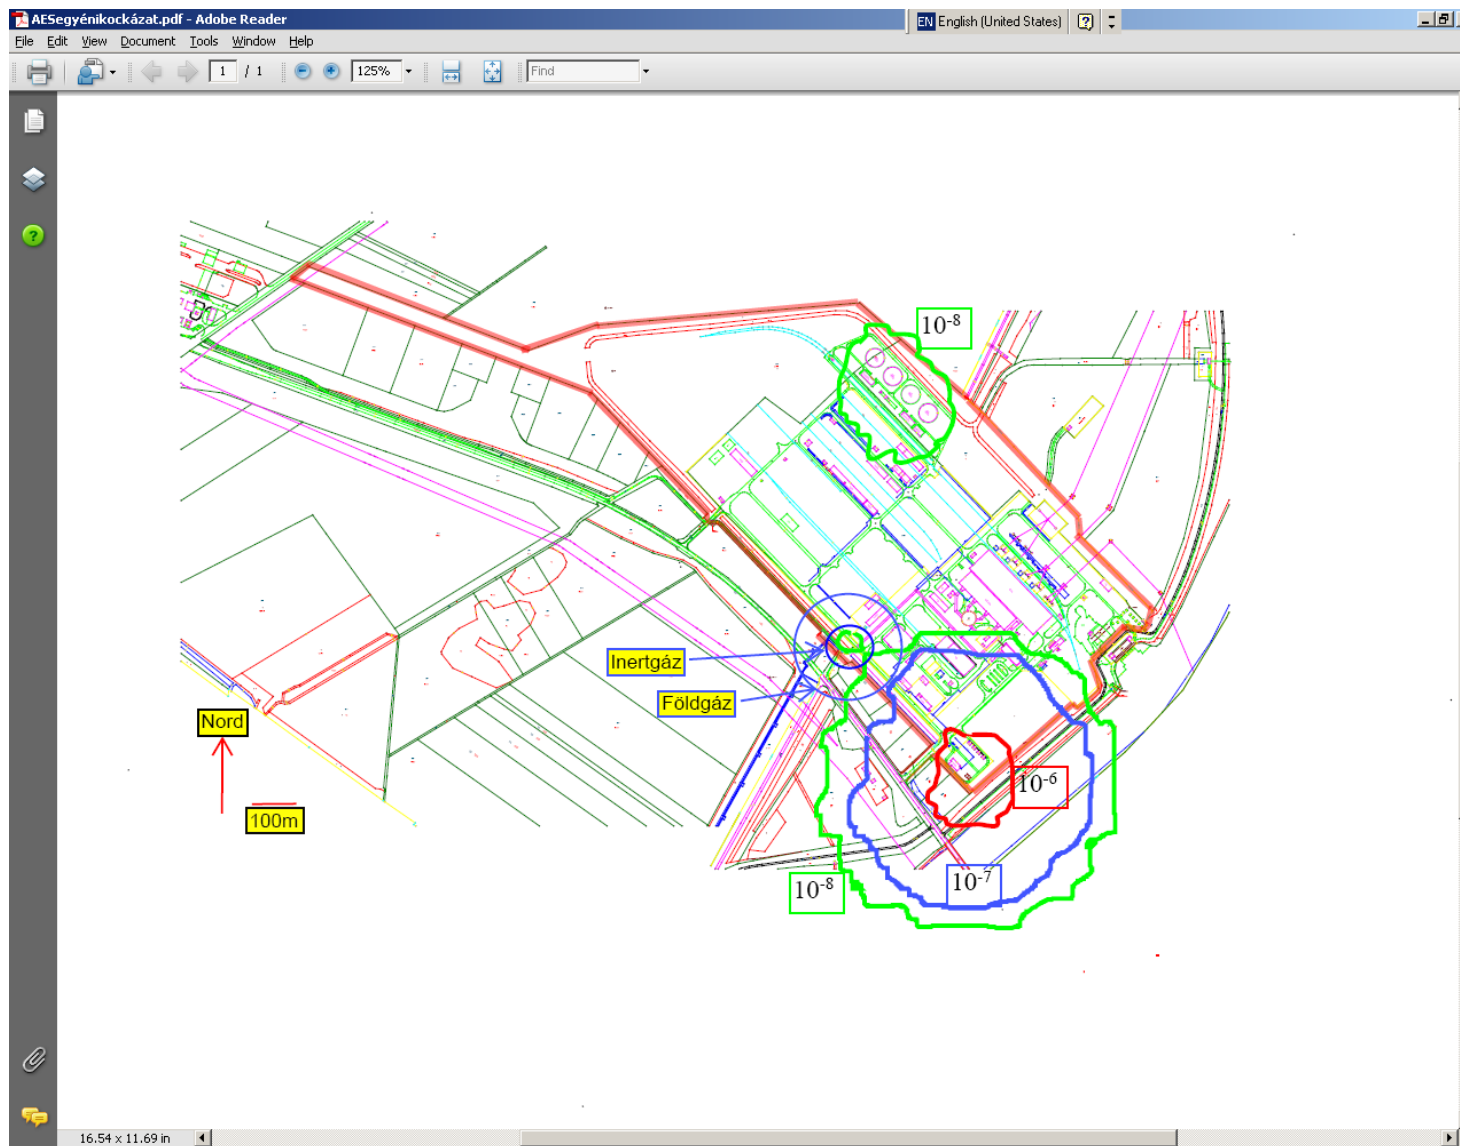 AESegyénikockázat.pdf - Adobe Reader
EN English (United States)
File Edit View Document Tools Window Help
1 / 1 125% Find
10-8
Inertgáz
Földgáz
Nord
100m
10-6
10-7
10-8
16.54 x 11.69 in